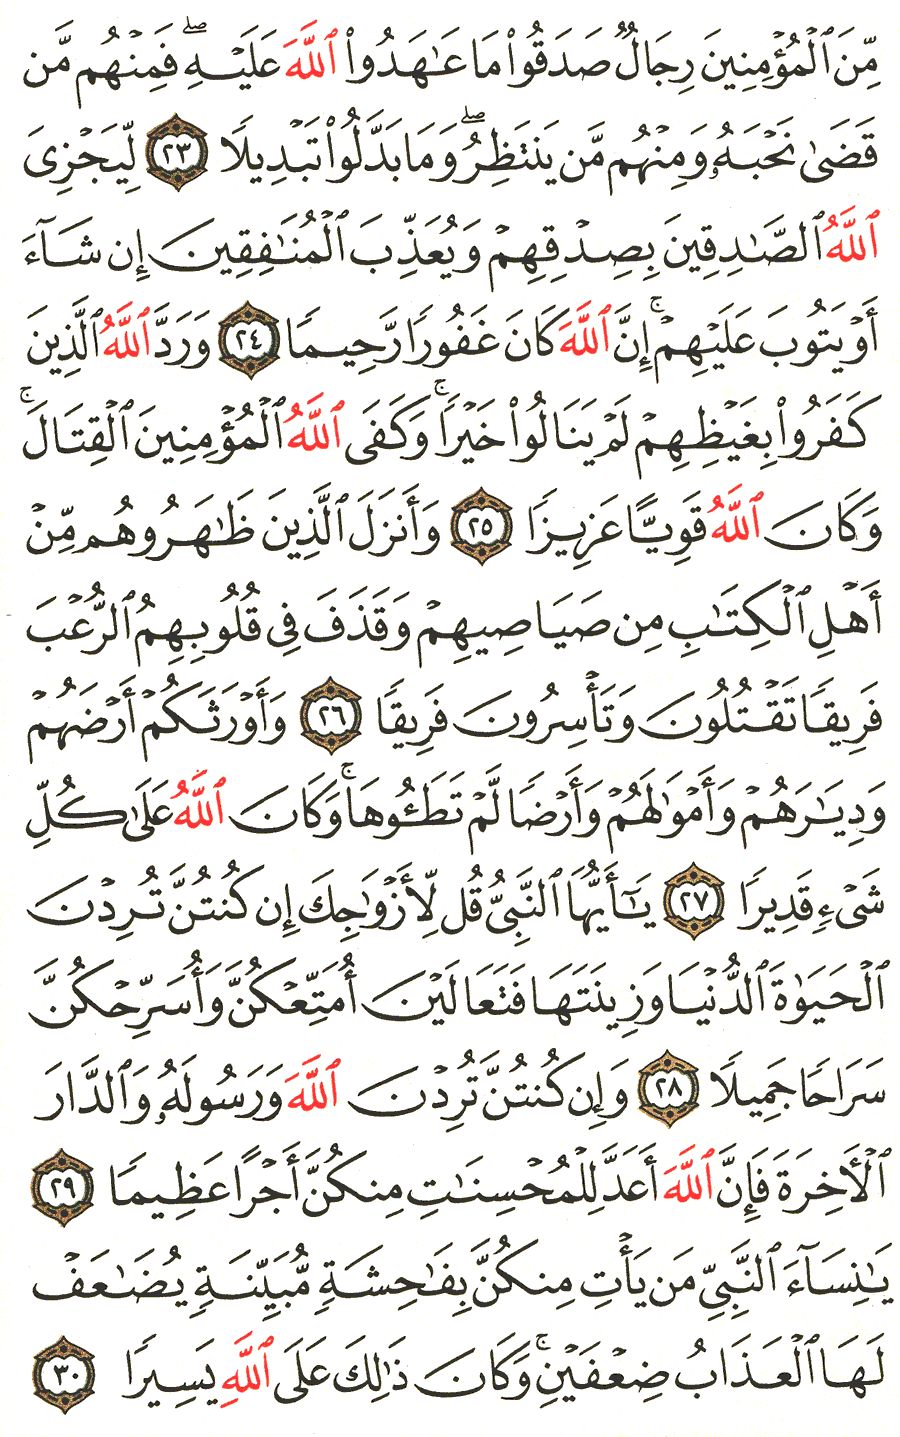 مِّنَ ٱلْمُؤْمِنِينَ رِجَالٌ صَدَقُوا۟ مَا عَٰهَدُوا۟ ٱللَّهَ عَلَيْهِ ۖ فَمِنْهُم مَّن
قَضَىٰ نَحْبَهُۥ وَمِنْهُم مَّن يَنتَظِرُ ۖ وَمَا بَدَّلُوا۟ تَبْدِيلًا ٢٣ لِّيَجْزِىَ
ٱللَّهُ ٱلصَّٰدِقِينَ بِصِدْقِهِمْ وَيُعَذِّبَ ٱلْمُنَٰفِقِينَ إِن شَآءَ
أَوْ يَتُوبَ عَلَيْهِمْ ۚ إِنَّ ٱللَّهَ كَانَ غَفُورًا رَّحِيمًا ٢٤ وَرَدَّ ٱللَّهُ ٱلَّذِينَ
كَفَرُوا۟ بِغَيْظِهِمْ لَمْ يَنَالُوا۟ خَيْرًا ۚ وَكَفَى ٱللَّهُ ٱلْمُؤْمِنِينَ ٱلْقِتَالَ ۚ
وَكَانَ ٱللَّهُ قَوِيًّا عَزِيزًا ٢٥ وَأَنزَلَ ٱلَّذِينَ ظَٰهَرُوهُم مِّنْ
أَهْلِ ٱلْكِتَٰبِ مِن صَيَاصِيهِمْ وَقَذَفَ فِى قُلُوبِهِمُ ٱلرُّعْبَ
فَرِيقًا تَقْتُلُونَ وَتَأْسِرُونَ فَرِيقًا ٢٦ وَأَوْرَثَكُمْ أَرْضَهُمْ
وَدِيَٰرَهُمْ وَأَمْوَٰلَهُمْ وَأَرْضًا لَّمْ تَطَـُٔوهَا ۚ وَكَانَ ٱللَّهُ عَلَىٰ كُلِّ
شَىْءٍ قَدِيرًا ٢٧ يَٰٓأَيُّهَا ٱلنَّبِىُّ قُل لِّأَزْوَٰجِكَ إِن كُنتُنَّ تُرِدْنَ
ٱلْحَيَوٰةَ ٱلدُّنْيَا وَزِينَتَهَا فَتَعَالَيْنَ أُمَتِّعْكُنَّ وَأُسَرِّحْكُنَّ
سَرَاحًا جَمِيلًا ٢٨ وَإِن كُنتُنَّ تُرِدْنَ ٱللَّهَ وَرَسُولَهُۥ وَٱلدَّارَ
ٱلْءَاخِرَةَ فَإِنَّ ٱللَّهَ أَعَدَّ لِلْمُحْسِنَٰتِ مِنكُنَّ أَجْرًا عَظِيمًا ٢٩
يَٰنِسَآءَ ٱلنَّبِىِّ مَن يَأْتِ مِنكُنَّ بِفَٰحِشَةٍ مُّبَيِّنَةٍ يُضَٰعَفْ
لَهَا ٱلْعَذَابُ ضِعْفَيْنِ ۚ وَكَانَ ذَٰلِكَ عَلَى ٱللَّهِ يَسِيرًا ٣٠